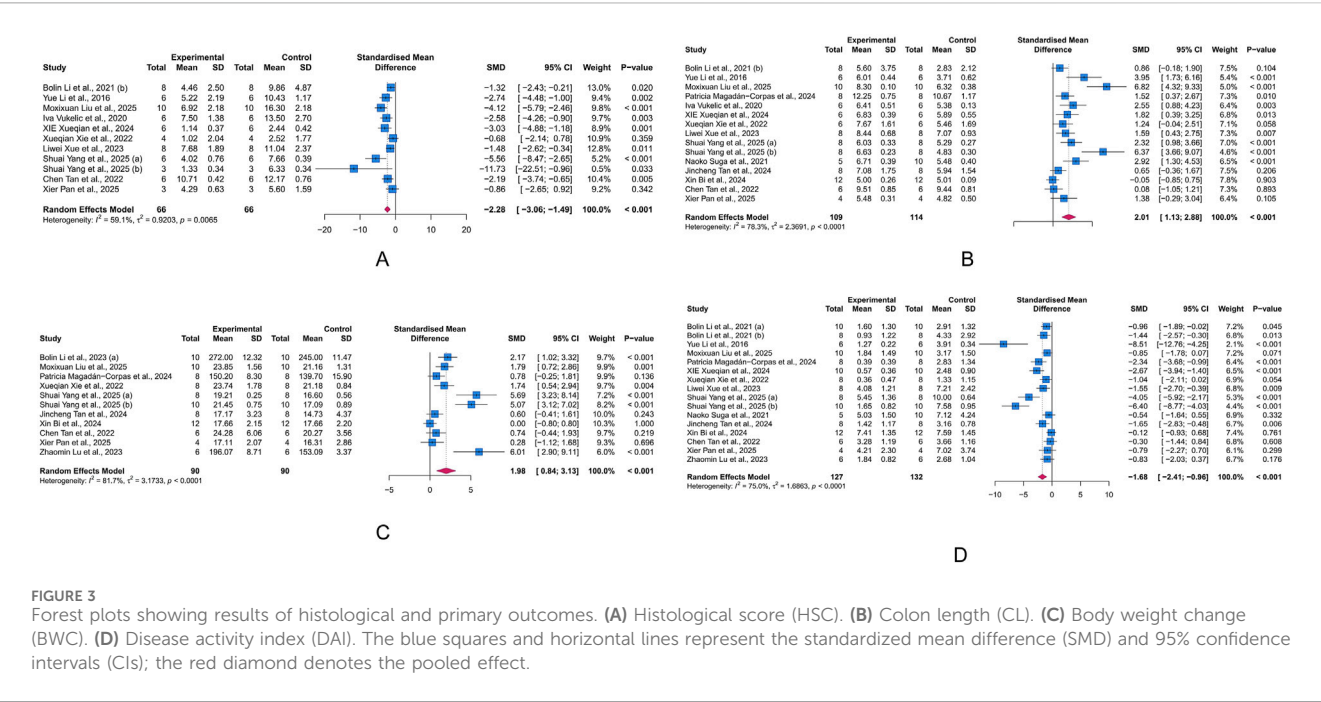 Experimental Control Standardised Mean
Study Total Mean SD Total Mean SD Difference SMD 95% CI Weight P−value
Bolin Li et al., 2021 (b) 8 4.46 2.50 8 9.86 4.87 −1.32 [−2.43; −0.21] 13.0% 0.020
Yue Li et al., 2016 6 5.22 2.19 6 10.43 1.17 −2.74 [−4.48; −1.00] 9.4% 0.002
Moxixuan Liu et al., 2025 10 6.92 2.18 10 16.30 2.18 −4.12 [−5.79; −2.46] 9.8% < 0.001
Iva Vukelic et al., 2020 6 7.50 1.38 6 13.50 2.70 −2.58 [−4.26; −0.90] 9.7% 0.003
XIE Xueqian et al., 2024 6 1.14 0.37 6 2.44 0.42 −3.03 [−4.88; −1.18] 8.9% 0.001
Xueqian Xie et al., 2022 4 1.02 2.04 4 2.52 1.77 −0.68 [−2.14; 0.78] 10.9% 0.359
Liwei Xue et al., 2023 8 7.68 1.89 8 11.04 2.37 −1.48 [−2.62; −0.34] 12.8% 0.011
Shuai Yang et al., 2025 (a) 6 4.02 0.76 6 7.66 0.39 −5.56 [−8.47; −2.65] 5.2% < 0.001
Shuai Yang et al., 2025 (b) 3 1.33 0.34 3 6.33 0.34 −11.73 [−22.51; −0.96] 0.5% 0.033
Chen Tan et al., 2022 6 10.71 0.42 6 12.17 0.76 −2.19 [−3.74; −0.65] 10.4% 0.005
Xier Pan et al., 2025 3 4.29 0.63 3 5.60 1.59 −0.86 [−2.65; 0.92] 9.2% 0.342
Random Effects Model 66 66 −2.28 [−3.06; −1.49] 100.0% < 0.001
Heterogeneity: I² = 59.1%, τ² = 0.9203, p = 0.0065
−20 −10 0 10 20
A
Experimental Control Standardised Mean
Study Total Mean SD Total Mean SD Difference SMD 95% CI Weight P−value
Bolin Li et al., 2021 (b) 8 5.60 3.75 8 2.83 2.12 0.86 [−0.18; 1.90] 7.5% 0.104
Yue Li et al., 2016 6 6.01 0.44 6 3.71 0.62 3.95 [1.73; 6.16] 5.7% < 0.001
Moxixuan Liu et al., 2025 10 8.30 0.10 10 6.32 0.38 6.82 [4.32; 9.33] 5.0% < 0.001
Patricia Magadán−Corpas et al., 2024 8 12.25 0.75 8 10.67 1.17 1.52 [0.37; 2.67] 7.3% 0.010
Iva Vukelic et al., 2020 6 6.41 0.51 6 5.38 0.13 2.55 [0.88; 4.23] 6.6% 0.003
XIE Xueqian et al., 2024 6 6.83 0.39 6 5.89 0.55 1.82 [0.39; 3.25] 6.9% 0.013
Xueqian Xie et al., 2022 6 7.67 1.61 6 5.46 1.69 1.24 [−0.04; 2.51] 7.1% 0.058
Liwei Xue et al., 2023 8 8.44 0.68 8 7.07 0.93 1.59 [0.43; 2.75] 7.3% 0.007
Shuai Yang et al., 2025 (a) 8 6.03 0.33 8 5.29 0.27 2.32 [0.98; 3.66] 7.1% < 0.001
Shuai Yang et al., 2025 (b) 8 6.63 0.23 8 4.83 0.30 6.37 [3.66; 9.07] 4.7% < 0.001
Naoko Suga et al., 2021 5 6.71 0.39 10 5.48 0.40 2.92 [1.30; 4.53] 6.7% < 0.001
Jincheng Tan et al., 2024 8 7.08 1.75 8 5.94 1.54 0.65 [−0.36; 1.67] 7.5% 0.206
Xin Bi et al., 2024 12 5.00 0.26 12 5.01 0.09 −0.05 [−0.85; 0.75] 7.7% 0.903
Chen Tan et al., 2022 6 9.51 0.85 6 9.44 0.81 0.08 [−1.05; 1.21] 7.3% 0.893
Xier Pan et al., 2025 4 5.48 0.31 4 4.82 0.50 1.38 [−0.29; 3.04] 6.6% 0.105
Random Effects Model 109 114 2.01 [1.13; 2.88] 100.0% < 0.001
Heterogeneity: I² = 78.3%, τ² = 2.3691, p < 0.0001
−5 0 5
B
Experimental Control
Study Total Mean SD Total Mean SD Standardised Mean Difference SMD 95% CI Weight P−value
Bolin Li et al., 2023 (a) 10 272.00 12.32 10 245.00 11.47 2.17 [1.02; 3.32] 9.7% < 0.001
Moxixuan Liu et al., 2025 10 23.85 1.56 10 21.16 1.31 1.79 [0.72; 2.86] 9.9% 0.001
Patricia Magadán−Corpas et al., 2024 8 150.20 8.30 8 139.70 15.90 0.78 [−0.25; 1.81] 9.9% 0.136
Xueqian Xie et al., 2022 8 23.74 1.78 8 21.18 0.84 1.74 [0.54; 2.94] 9.7% 0.004
Shuai Yang et al., 2025 (a) 8 19.21 0.25 8 16.60 0.56 5.69 [3.23; 8.14] 7.2% < 0.001
Shuai Yang et al., 2025 (b) 10 21.45 0.75 10 17.09 0.89 5.07 [3.12; 7.02] 8.2% < 0.001
Jincheng Tan et al., 2024 8 17.17 3.23 8 14.73 4.37 0.60 [−0.41; 1.61] 10.0% 0.243
Xin Bi et al., 2024 12 17.66 2.15 12 17.66 2.20 0.00 [−0.80; 0.80] 10.2% 1.000
Chen Tan et al., 2022 6 24.28 6.06 6 20.27 3.56 0.74 [−0.44; 1.93] 9.7% 0.219
Xier Pan et al., 2025 4 17.11 2.07 4 16.31 2.86 0.28 [−1.12; 1.68] 9.3% 0.696
Zhaomin Lu et al., 2023 6 196.07 8.71 6 153.09 3.37 6.01 [2.90; 9.11] 6.2% < 0.001
Random Effects Model 90 90 1.98 [0.84; 3.13] 100.0% < 0.001
Heterogeneity: I² = 81.7%, τ² = 3.1733, p < 0.0001
−5 0 5
C
Experimental Control Standardised Mean
Study Total Mean SD Total Mean SD Difference SMD 95% CI Weight P−value
Bolin Li et al., 2021 (a) 10 1.60 1.30 10 2.91 1.32 −0.96 [−1.89; −0.02] 7.2% 0.045
Bolin Li et al., 2021 (b) 8 0.93 1.22 8 4.33 2.92 −1.44 [−2.57; −0.30] 6.8% 0.013
Yue Li et al., 2016 6 1.27 0.22 6 3.91 0.34 −8.51 [−12.76; −4.25] 2.1% < 0.001
Moxixuan Liu et al., 2025 10 1.84 1.49 10 3.17 1.50 −0.85 [−1.78; 0.07] 7.2% 0.071
Patricia Magadán−Corpas et al., 2024 8 0.39 0.39 8 2.83 1.34 −2.34 [−3.68; −0.99] 6.4% < 0.001
XIE Xueqian et al., 2024 10 0.57 0.36 10 2.48 0.90 −2.67 [−3.94; −1.40] 6.5% < 0.001
Xueqian Xie et al., 2022 8 0.36 0.47 8 1.33 1.16 −1.04 [−2.11; 0.02] 6.9% 0.054
Liwei Xue et al., 2023 8 4.08 1.21 8 7.21 2.42 −1.55 [−2.70; −0.39] 6.7% 0.009
Shuai Yang et al., 2025 (a) 8 5.45 1.36 8 10.00 0.64 −4.05 [−5.92; −2.17] 5.3% < 0.001
Shuai Yang et al., 2025 (b) 10 1.65 0.82 10 7.58 0.95 −6.40 [−8.77; −4.03] 4.4% < 0.001
Naoko Suga et al., 2021 5 5.03 1.50 10 7.12 4.24 −0.54 [−1.64; 0.55] 6.9% 0.332
Jincheng Tan et al., 2024 8 1.42 1.17 8 3.16 0.78 −1.65 [−2.83; −0.48] 6.7% 0.006
Xin Bi et al., 2024 12 7.41 1.35 12 7.59 1.45 −0.12 [−0.93; 0.68] 7.4% 0.761
Chen Tan et al., 2022 6 3.28 1.19 6 3.66 1.16 −0.30 [−1.44; 0.84] 6.8% 0.608
Xier Pan et al., 2025 4 4.21 2.30 4 7.02 3.74 −0.79 [−2.27; 0.70] 6.1% 0.299
Zhaomin Lu et al., 2023 6 1.84 0.82 6 2.68 1.04 −0.83 [−2.03; 0.37] 6.7% 0.176
Random Effects Model 127 132 −1.68 [−2.41; −0.96] 100.0% < 0.001
Heterogeneity: I² = 75.0%, τ² = 1.6863, p < 0.0001
−10 −5 0 5 10
D
FIGURE 3
Forest plots showing results of histological and primary outcomes. (A) Histological score (HSC). (B) Colon length (CL). (C) Body weight change
(BWC). (D) Disease activity index (DAI). The blue squares and horizontal lines represent the standardized mean difference (SMD) and 95% confidence
intervals (CIs); the red diamond denotes the pooled effect.